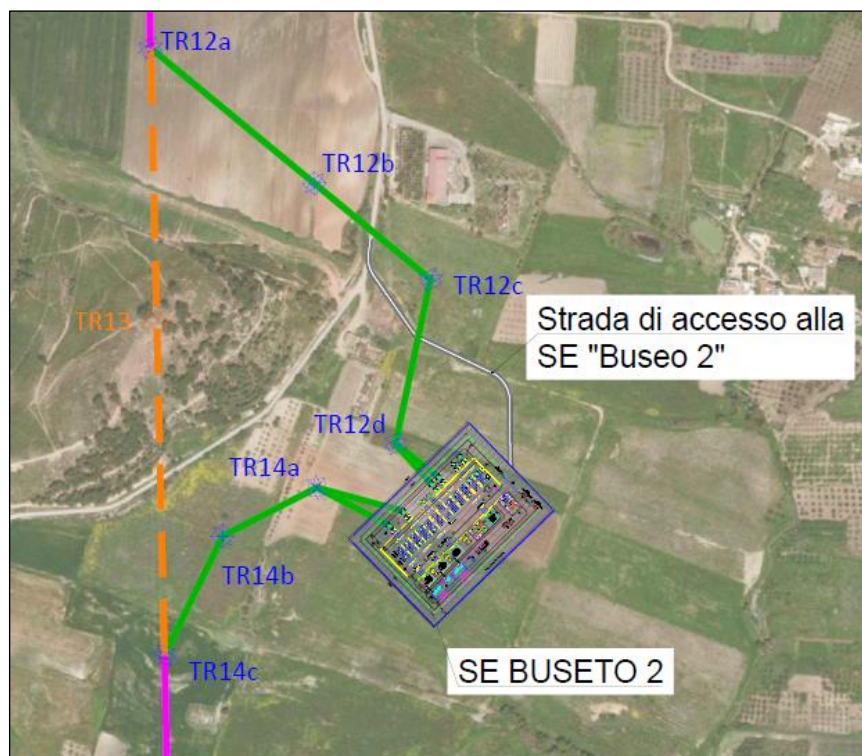 TR12a
TR12b
TR12c
Strada di accesso alla
SE "Buseo 2"
TR13
TR12d
TR14a
TR14b
TR14c
SE BUSETO 2